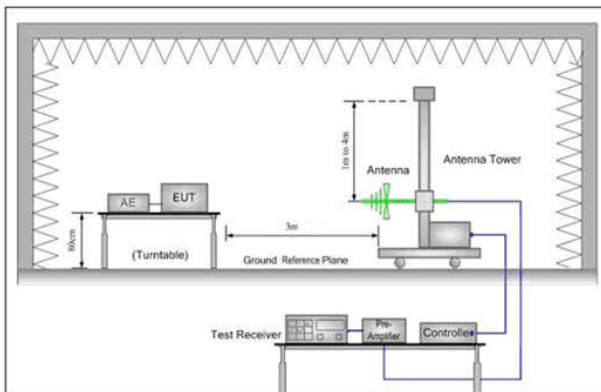 1m to 4m
Antenna
Antenna Tower
AE
EUT
80cm
(Turntable)
3m
Ground Reference Plane
Test Receiver
Pre-
Amplifier
Controller